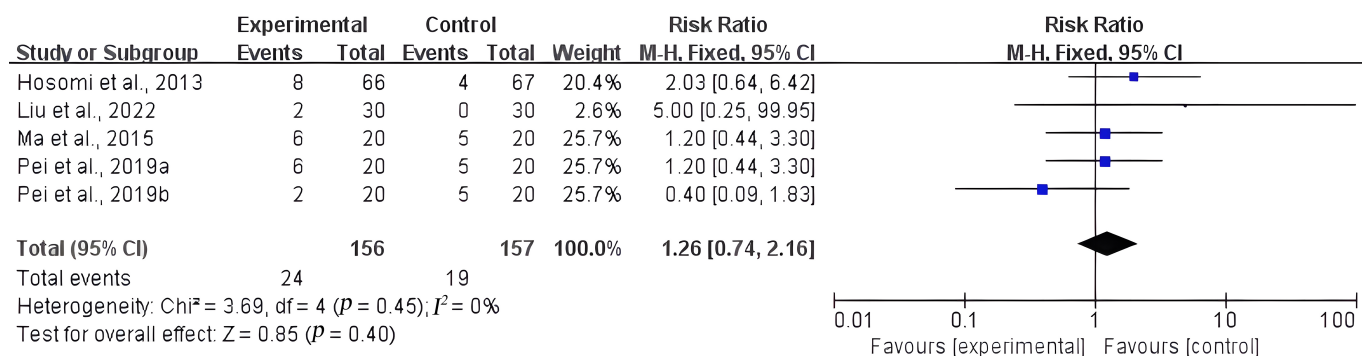 Experimental Control Risk Ratio Risk Ratio
Study or Subgroup Events Total Events Total Weight M-H, Fixed, 95% CI M-H, Fixed, 95% CI
Hosomi et al., 2013 8 66 4 67 20.4% 2.03 [0.64, 6.42]
Liu et al., 2022 2 30 0 30 2.6% 5.00 [0.25, 99.95]
Ma et al., 2015 6 20 5 20 25.7% 1.20 [0.44, 3.30]
Pei et al., 2019a 6 20 5 20 25.7% 1.20 [0.44, 3.30]
Pei et al., 2019b 2 20 5 20 25.7% 0.40 [0.09, 1.83]
Total (95% CI) 156 157 100.0% 1.26 [0.74, 2.16]
Total events 24 19
Heterogeneity: Chi² = 3.69, df = 4 (p = 0.45); I² = 0%
Test for overall effect: Z = 0.85 (p = 0.40)
0.01 0.1 1 10 100
Favours [experimental] Favours [control]